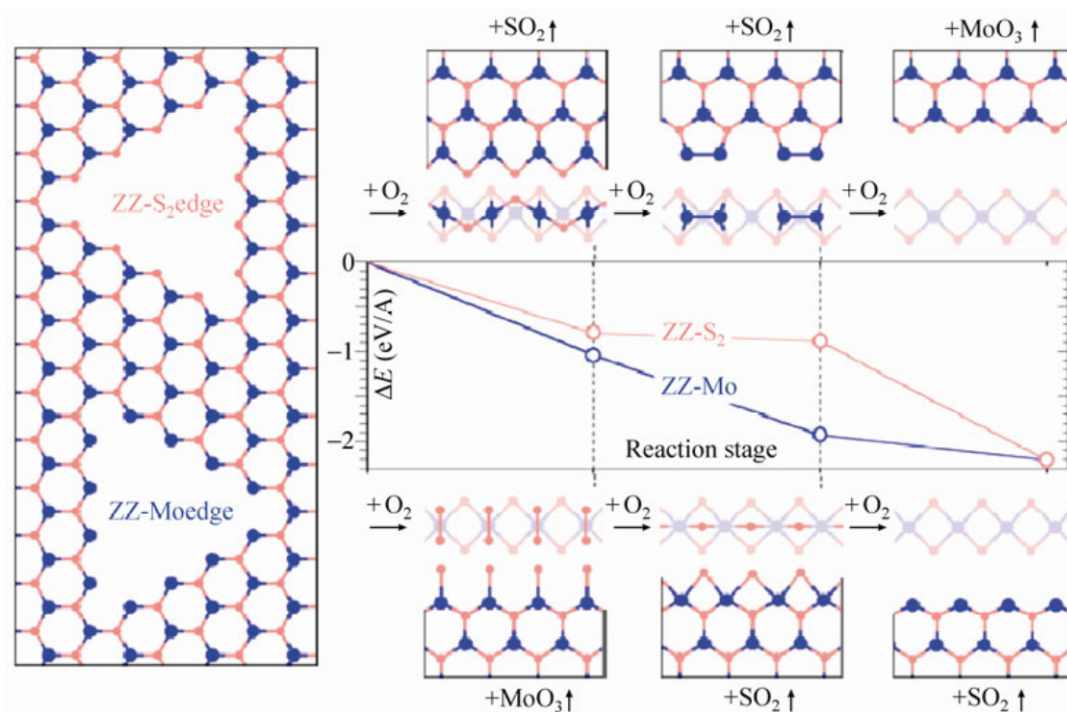 +SO₂↑
+SO₂↑
+MoO₃↑
ZZ-S₂edge
+ O₂
+ O₂
+ O₂
0
−1
−2
ΔE (eV/A)
ZZ-S₂
ZZ-Mo
Reaction stage
ZZ-Moedge
+ O₂
+ O₂
+ O₂
+MoO₃↑
+SO₂↑
+SO₂↑